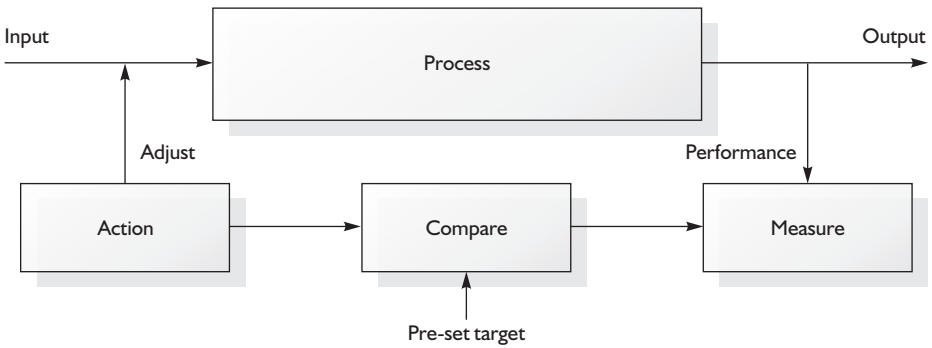 Input
Output
Process
Adjust
Performance
Action
Compare
Measure
Pre-set target